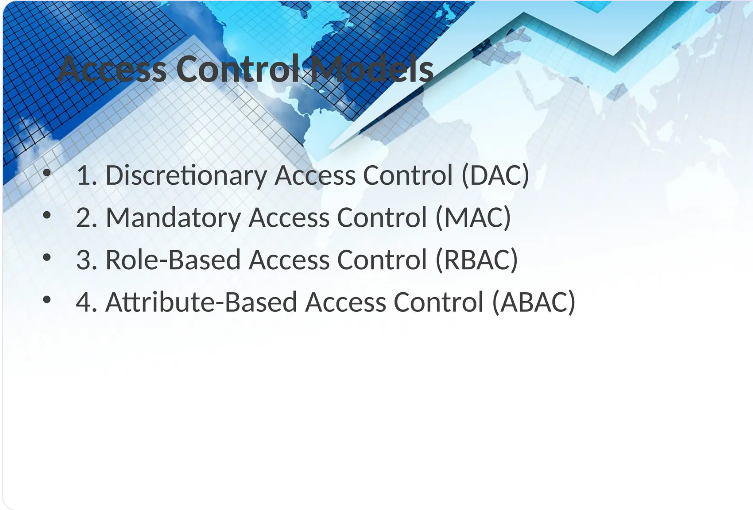 Access Control Models
• 1. Discretionary Access Control (DAC)
• 2. Mandatory Access Control (MAC)
• 3. Role-Based Access Control (RBAC)
• 4. Attribute-Based Access Control (ABAC)